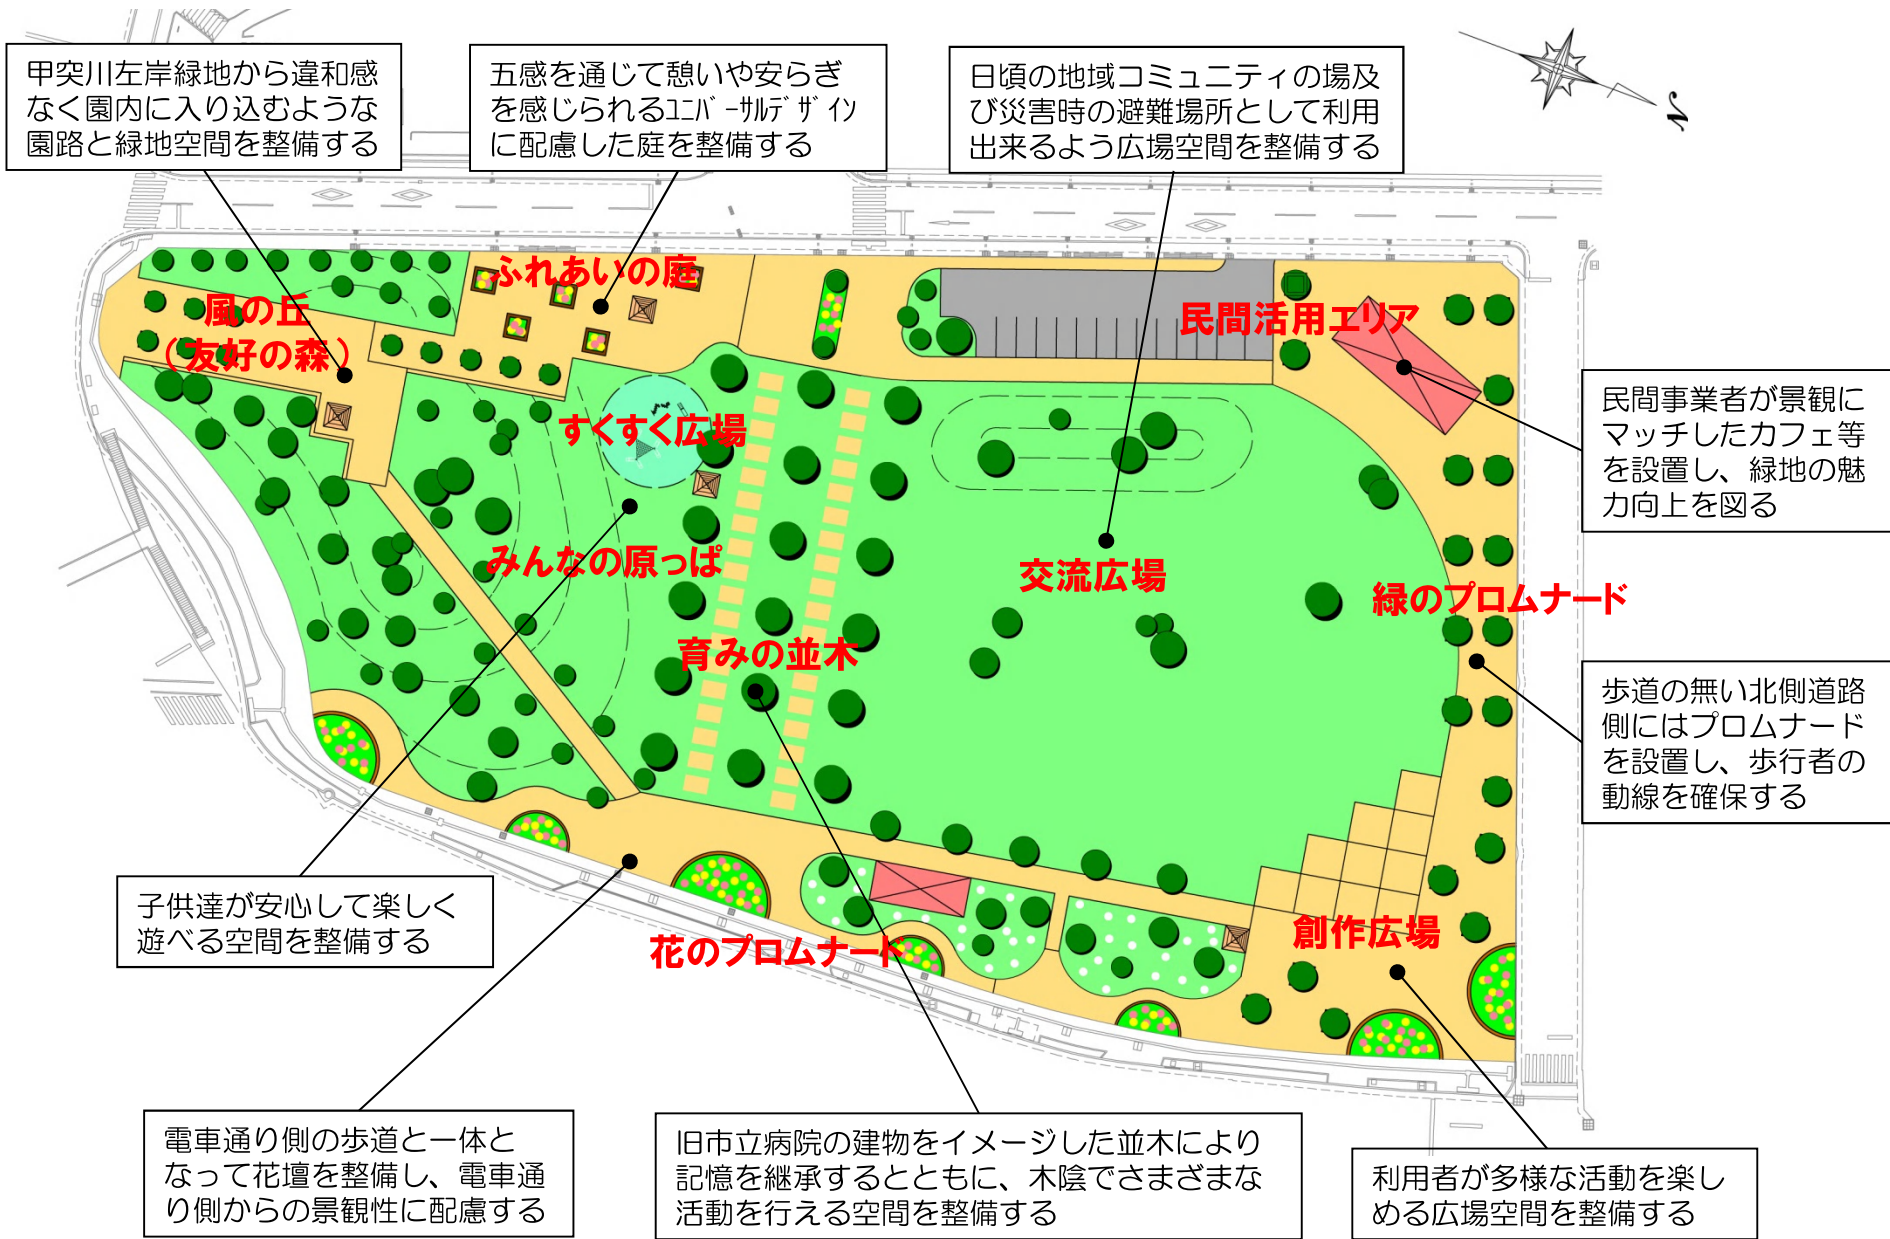 甲突川左岸緑地から違和感
なく園内に入り込むような
園路と緑地空間を整備する
五感を通じて憩いや安らぎ
を感じられるユニバーサルデザイン
に配慮した庭を整備する
日頃の地域コミュニティの場及
び災害時の避難場所として利用
出来るよう広場空間を整備する
N
ふれあいの庭
風の丘
（友好の森）
民間活用エリア
民間事業者が景観に
マッチしたカフェ等
を設置し、緑地の魅
力向上を図る
すくすく広場
みんなの原っぱ
交流広場
緑のプロムナード
育みの並木
歩道の無い北側道路
側にはプロムナード
を設置し、歩行者の
動線を確保する
子供達が安心して楽しく
遊べる空間を整備する
花のプロムナード
創作広場
電車通り側の歩道と一体と
なって花壇を整備し、電車通
り側からの景観性に配慮する
旧市立病院の建物をイメージした並木により
記憶を継承するとともに、木陰でさまざまな
活動を行える空間を整備する
利用者が多様な活動を楽し
める広場空間を整備する